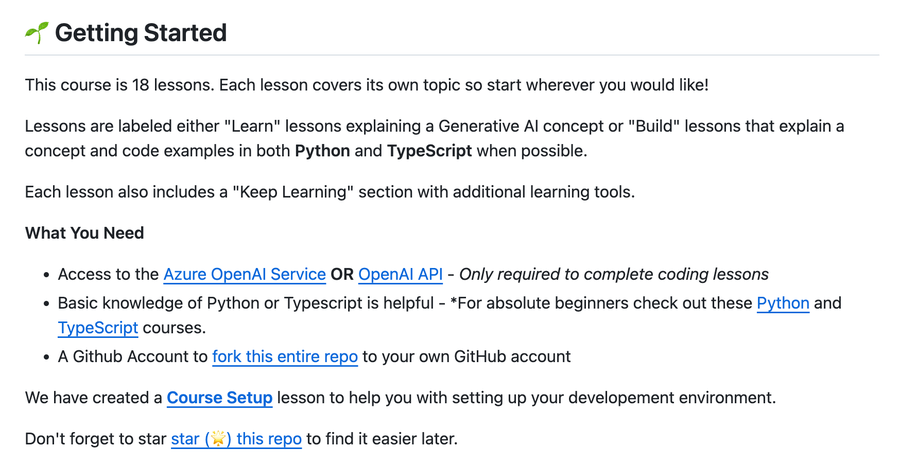 🌱 Getting Started
This course is 18 lessons. Each lesson covers its own topic so start wherever you would like!
Lessons are labeled either "Learn" lessons explaining a Generative AI concept or "Build" lessons that explain a
concept and code examples in both Python and TypeScript when possible.
Each lesson also includes a "Keep Learning" section with additional learning tools.
What You Need
• Access to the Azure OpenAI Service OR OpenAI API - Only required to complete coding lessons
• Basic knowledge of Python or Typescript is helpful - *For absolute beginners check out these Python and
TypeScript courses.
• A Github Account to fork this entire repo to your own GitHub account
We have created a Course Setup lesson to help you with setting up your developement environment.
Don't forget to star star (🌟) this repo to find it easier later.